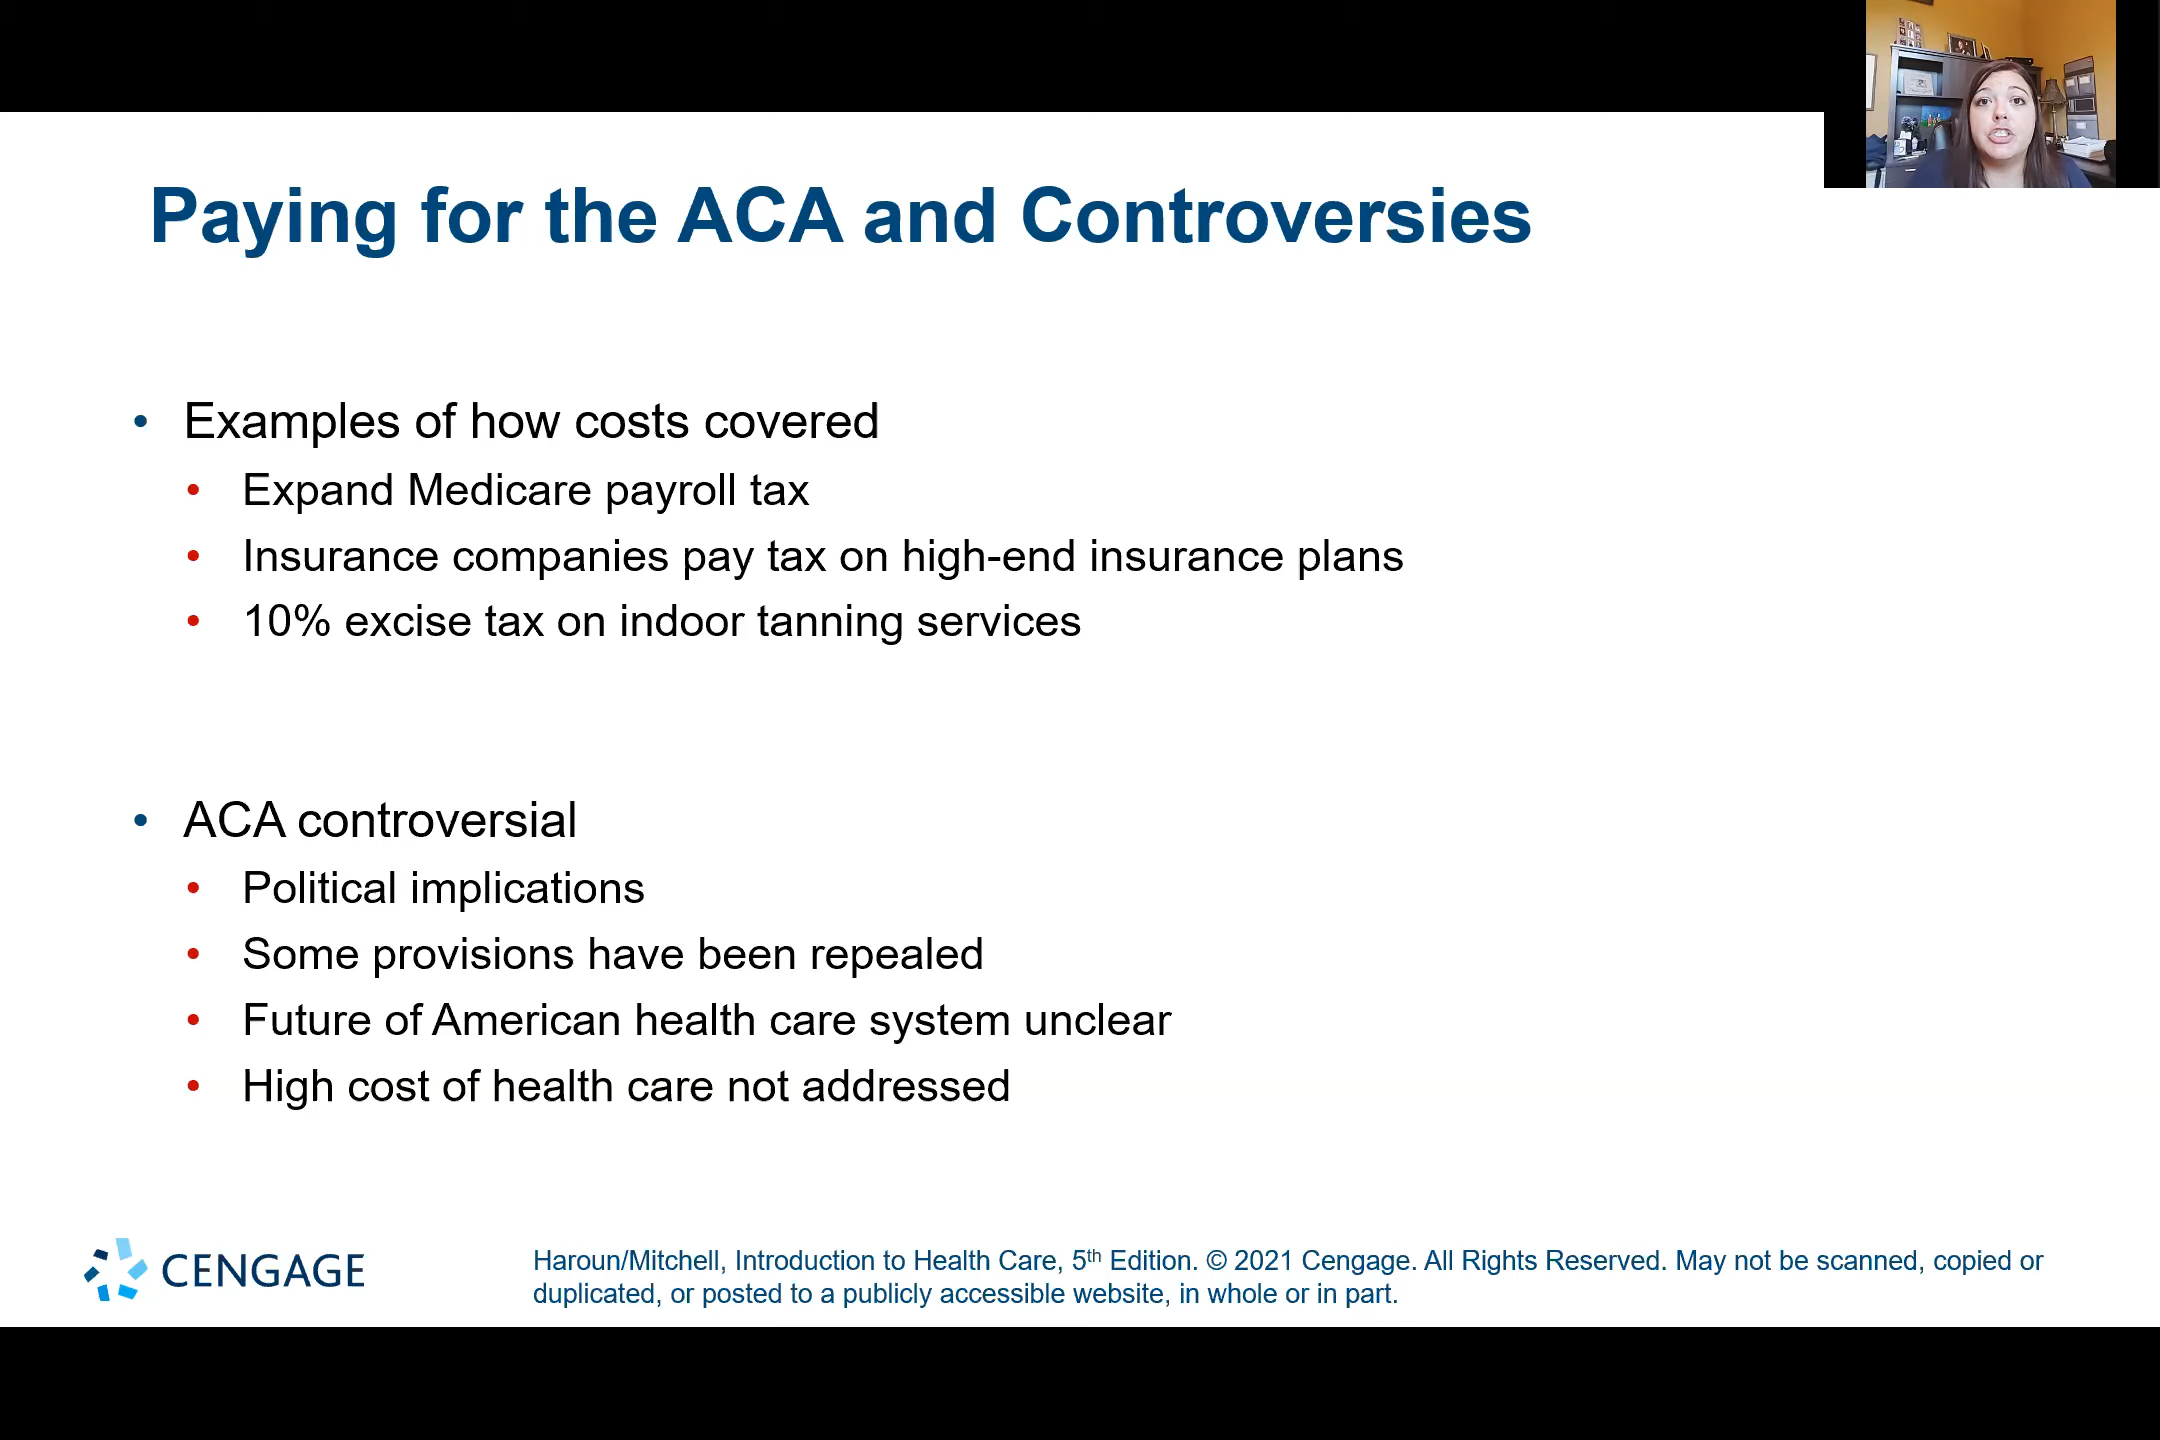 Paying for the ACA and Controversies
• Examples of how costs covered
• Expand Medicare payroll tax
• Insurance companies pay tax on high-end insurance plans
• 10% excise tax on indoor tanning services
• ACA controversial
• Political implications
• Some provisions have been repealed
• Future of American health care system unclear
• High cost of health care not addressed
CENGAGE
Haroun/Mitchell, Introduction to Health Care, 5th Edition. © 2021 Cengage. All Rights Reserved. May not be scanned, copied or
duplicated, or posted to a publicly accessible website, in whole or in part.